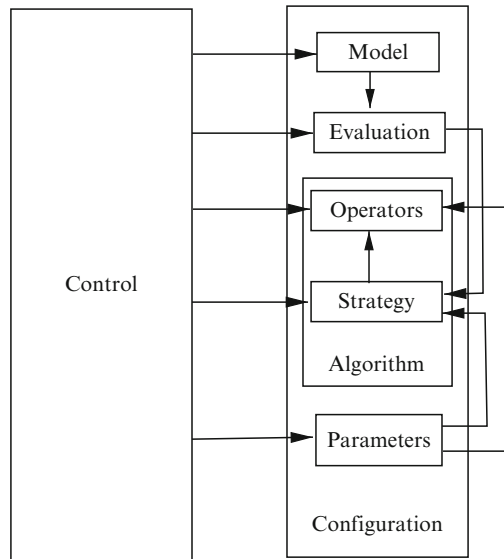 Model
Evaluation
Operators
Control
Strategy
Algorithm
Parameters
Configuration